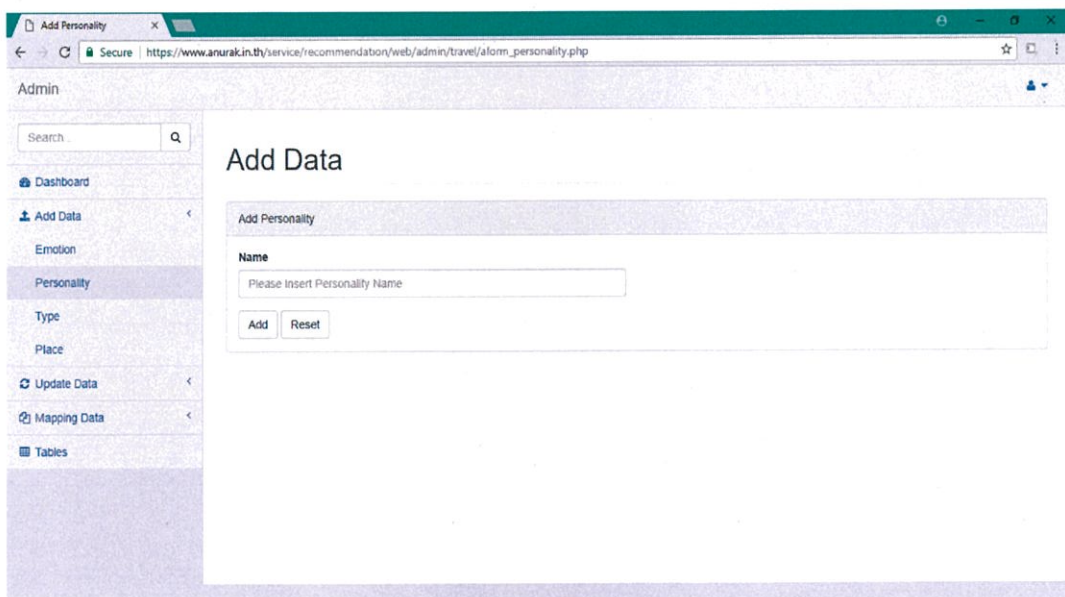 Add Personality
Secure https://www.anurak.in.th/service/recommendation/web/admin/travel/aform_personality.php
Admin
Search
Dashboard
Add Data
Emotion
Personality
Type
Place
Update Data
Mapping Data
Tables
Add Data
Add Personality
Name
Please Insert Personality Name
Add Reset